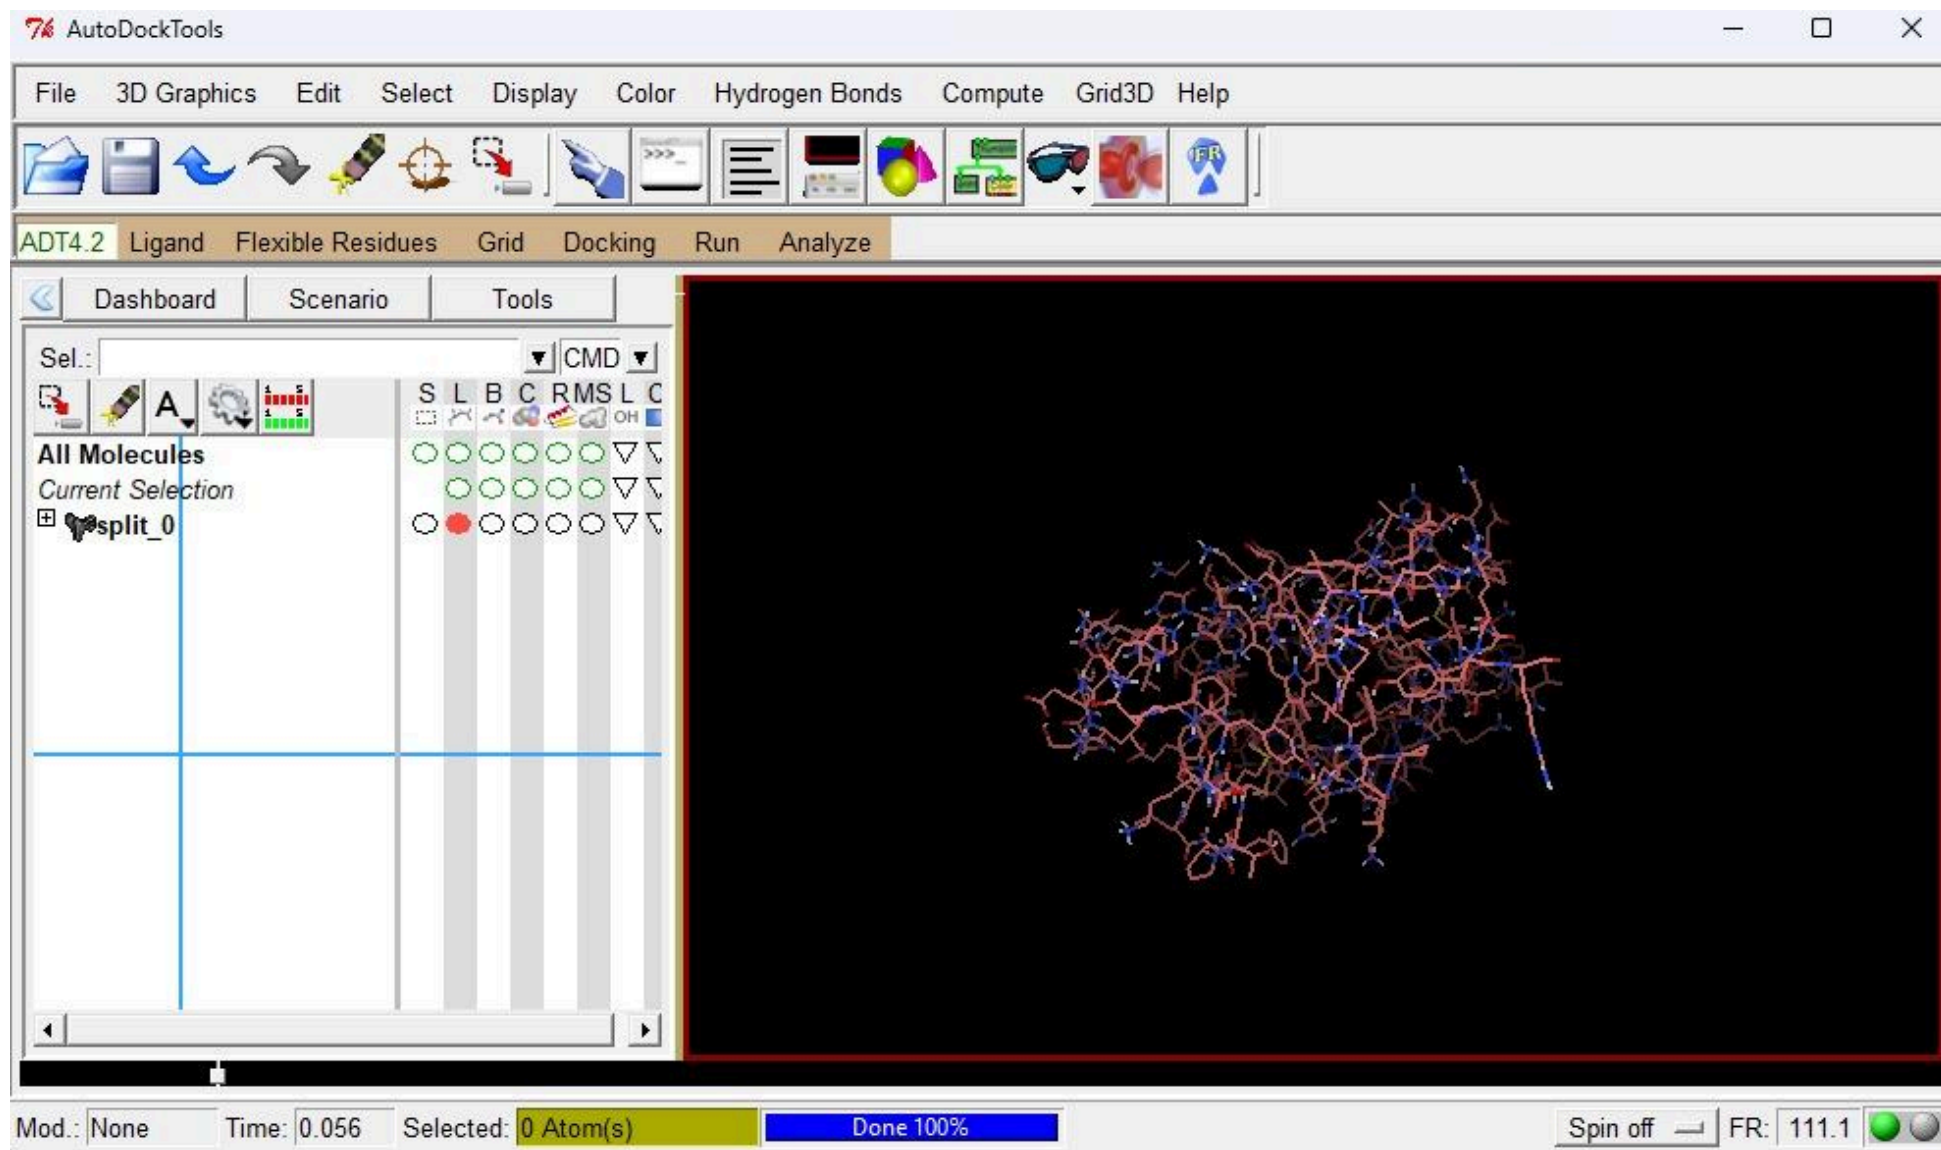 AutoDockTools
File 3D Graphics Edit Select Display Color Hydrogen Bonds Compute Grid3D Help
>>>_
FR
ADT4.2 Ligand Flexible Residues Grid Docking Run Analyze
Dashboard Scenario Tools
Sel.: CMD
A S L B C R MS L C
OH
All Molecules
Current Selection
split_0
Mod.: None Time: 0.056 Selected: 0 Atom(s) Done 100% Spin off FR: 111.1